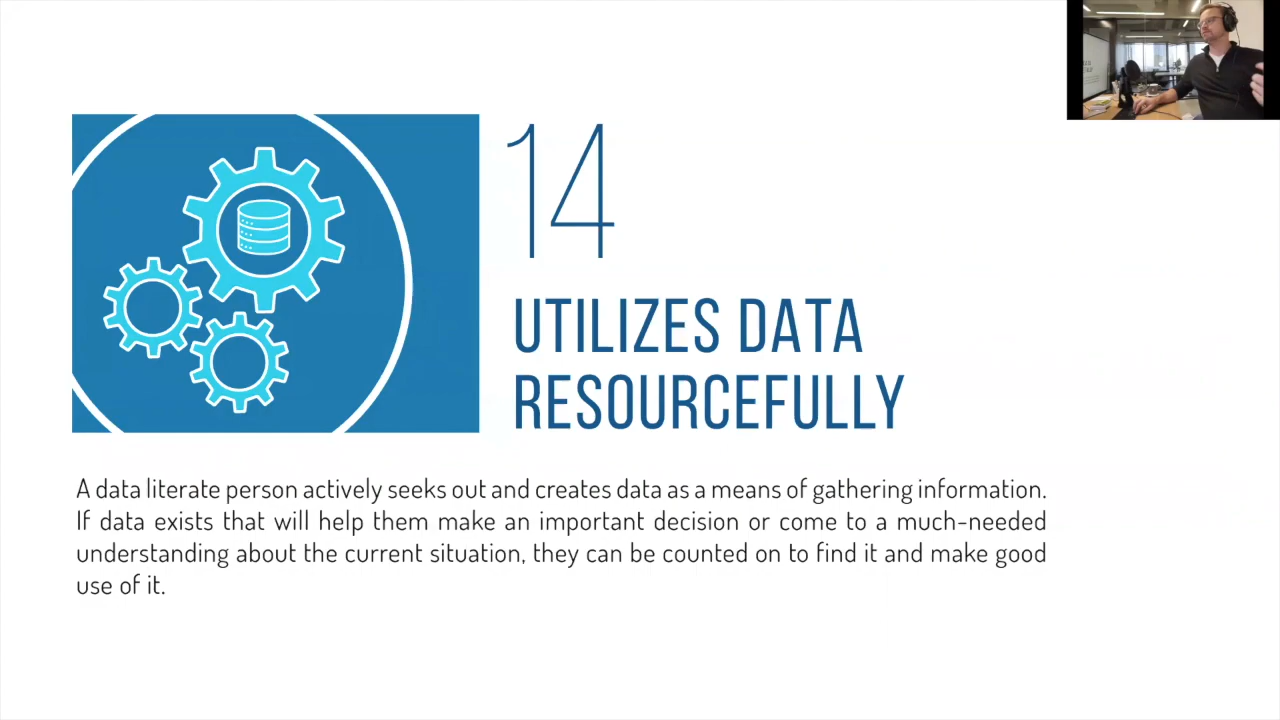 14
UTILIZES DATA
RESOURCEFULLY
A data literate person actively seeks out and creates data as a means of gathering information.
If data exists that will help them make an important decision or come to a much-needed
understanding about the current situation, they can be counted on to find it and make good
use of it.